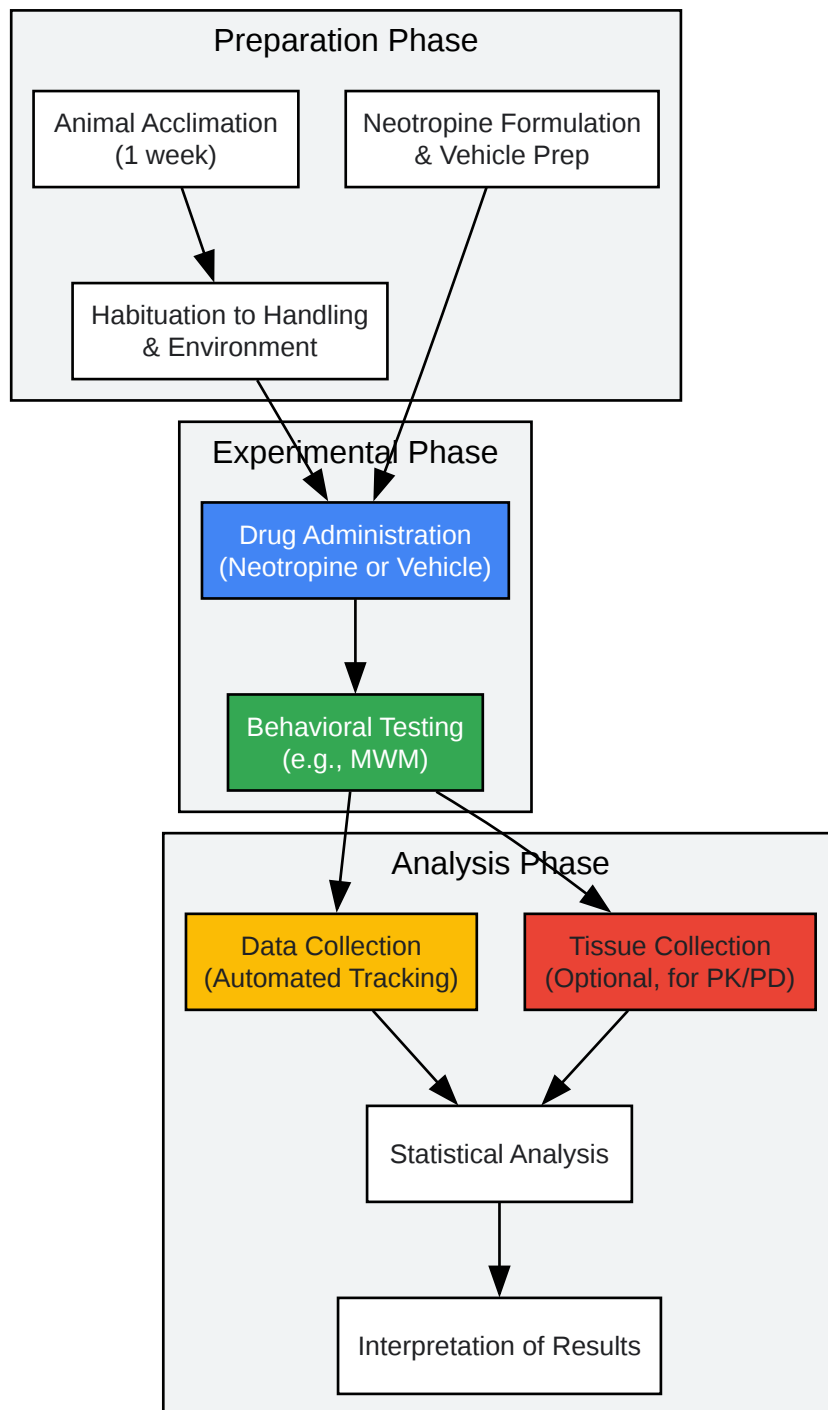 Preparation Phase
Animal Acclimation
(1 week)
Neotropine Formulation
& Vehicle Prep
Habituation to Handling
& Environment
Experimental Phase
Drug Administration
(Neotropine or Vehicle)
Behavioral Testing
(e.g., MWM)
Analysis Phase
Data Collection
(Automated Tracking)
Tissue Collection
(Optional, for PK/PD)
Statistical Analysis
Interpretation of Results